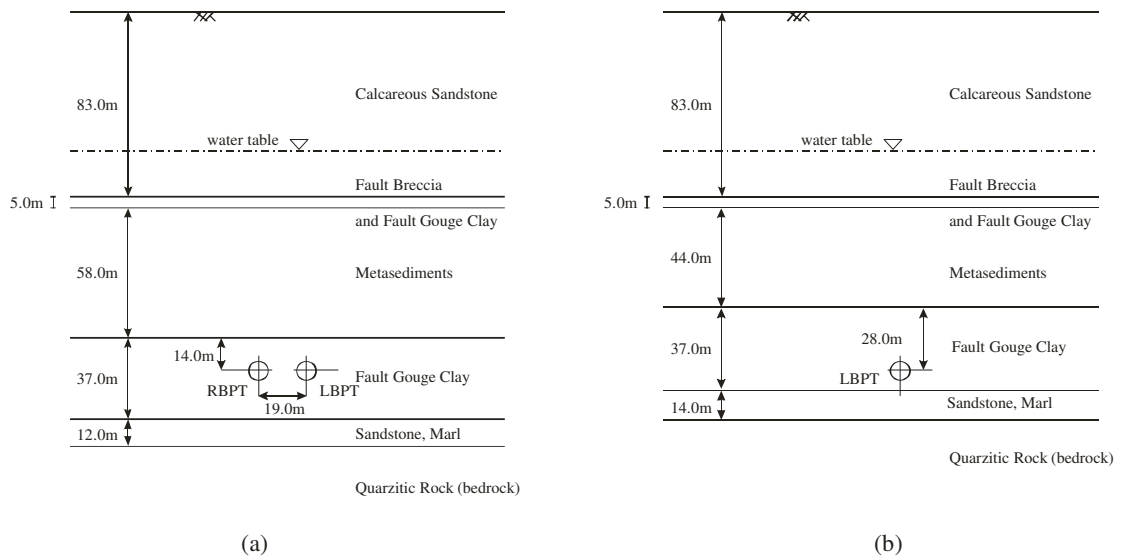 83.0m
Calcareous Sandstone
water table
Fault Breccia
5.0m
and Fault Gouge Clay
58.0m
Metasediments
14.0m
37.0m
RBPT
LBPT
Fault Gouge Clay
19.0m
12.0m
Sandstone, Marl
Quarzitic Rock (bedrock)
(a)
83.0m
Calcareous Sandstone
water table
Fault Breccia
5.0m
and Fault Gouge Clay
44.0m
Metasediments
28.0m
37.0m
Fault Gouge Clay
LBPT
14.0m
Sandstone, Marl
Quarzitic Rock (bedrock)
(b)